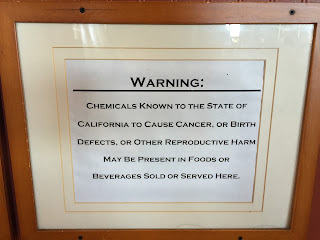 WARNING:
CHEMICALS KNOWN TO THE STATE OF
CALIFORNIA TO CAUSE CANCER, OR BIRTH
DEFECTS, OR OTHER REPRODUCTIVE HARM
MAY BE PRESENT IN FOODS OR
BEVERAGES SOLD OR SERVED HERE.